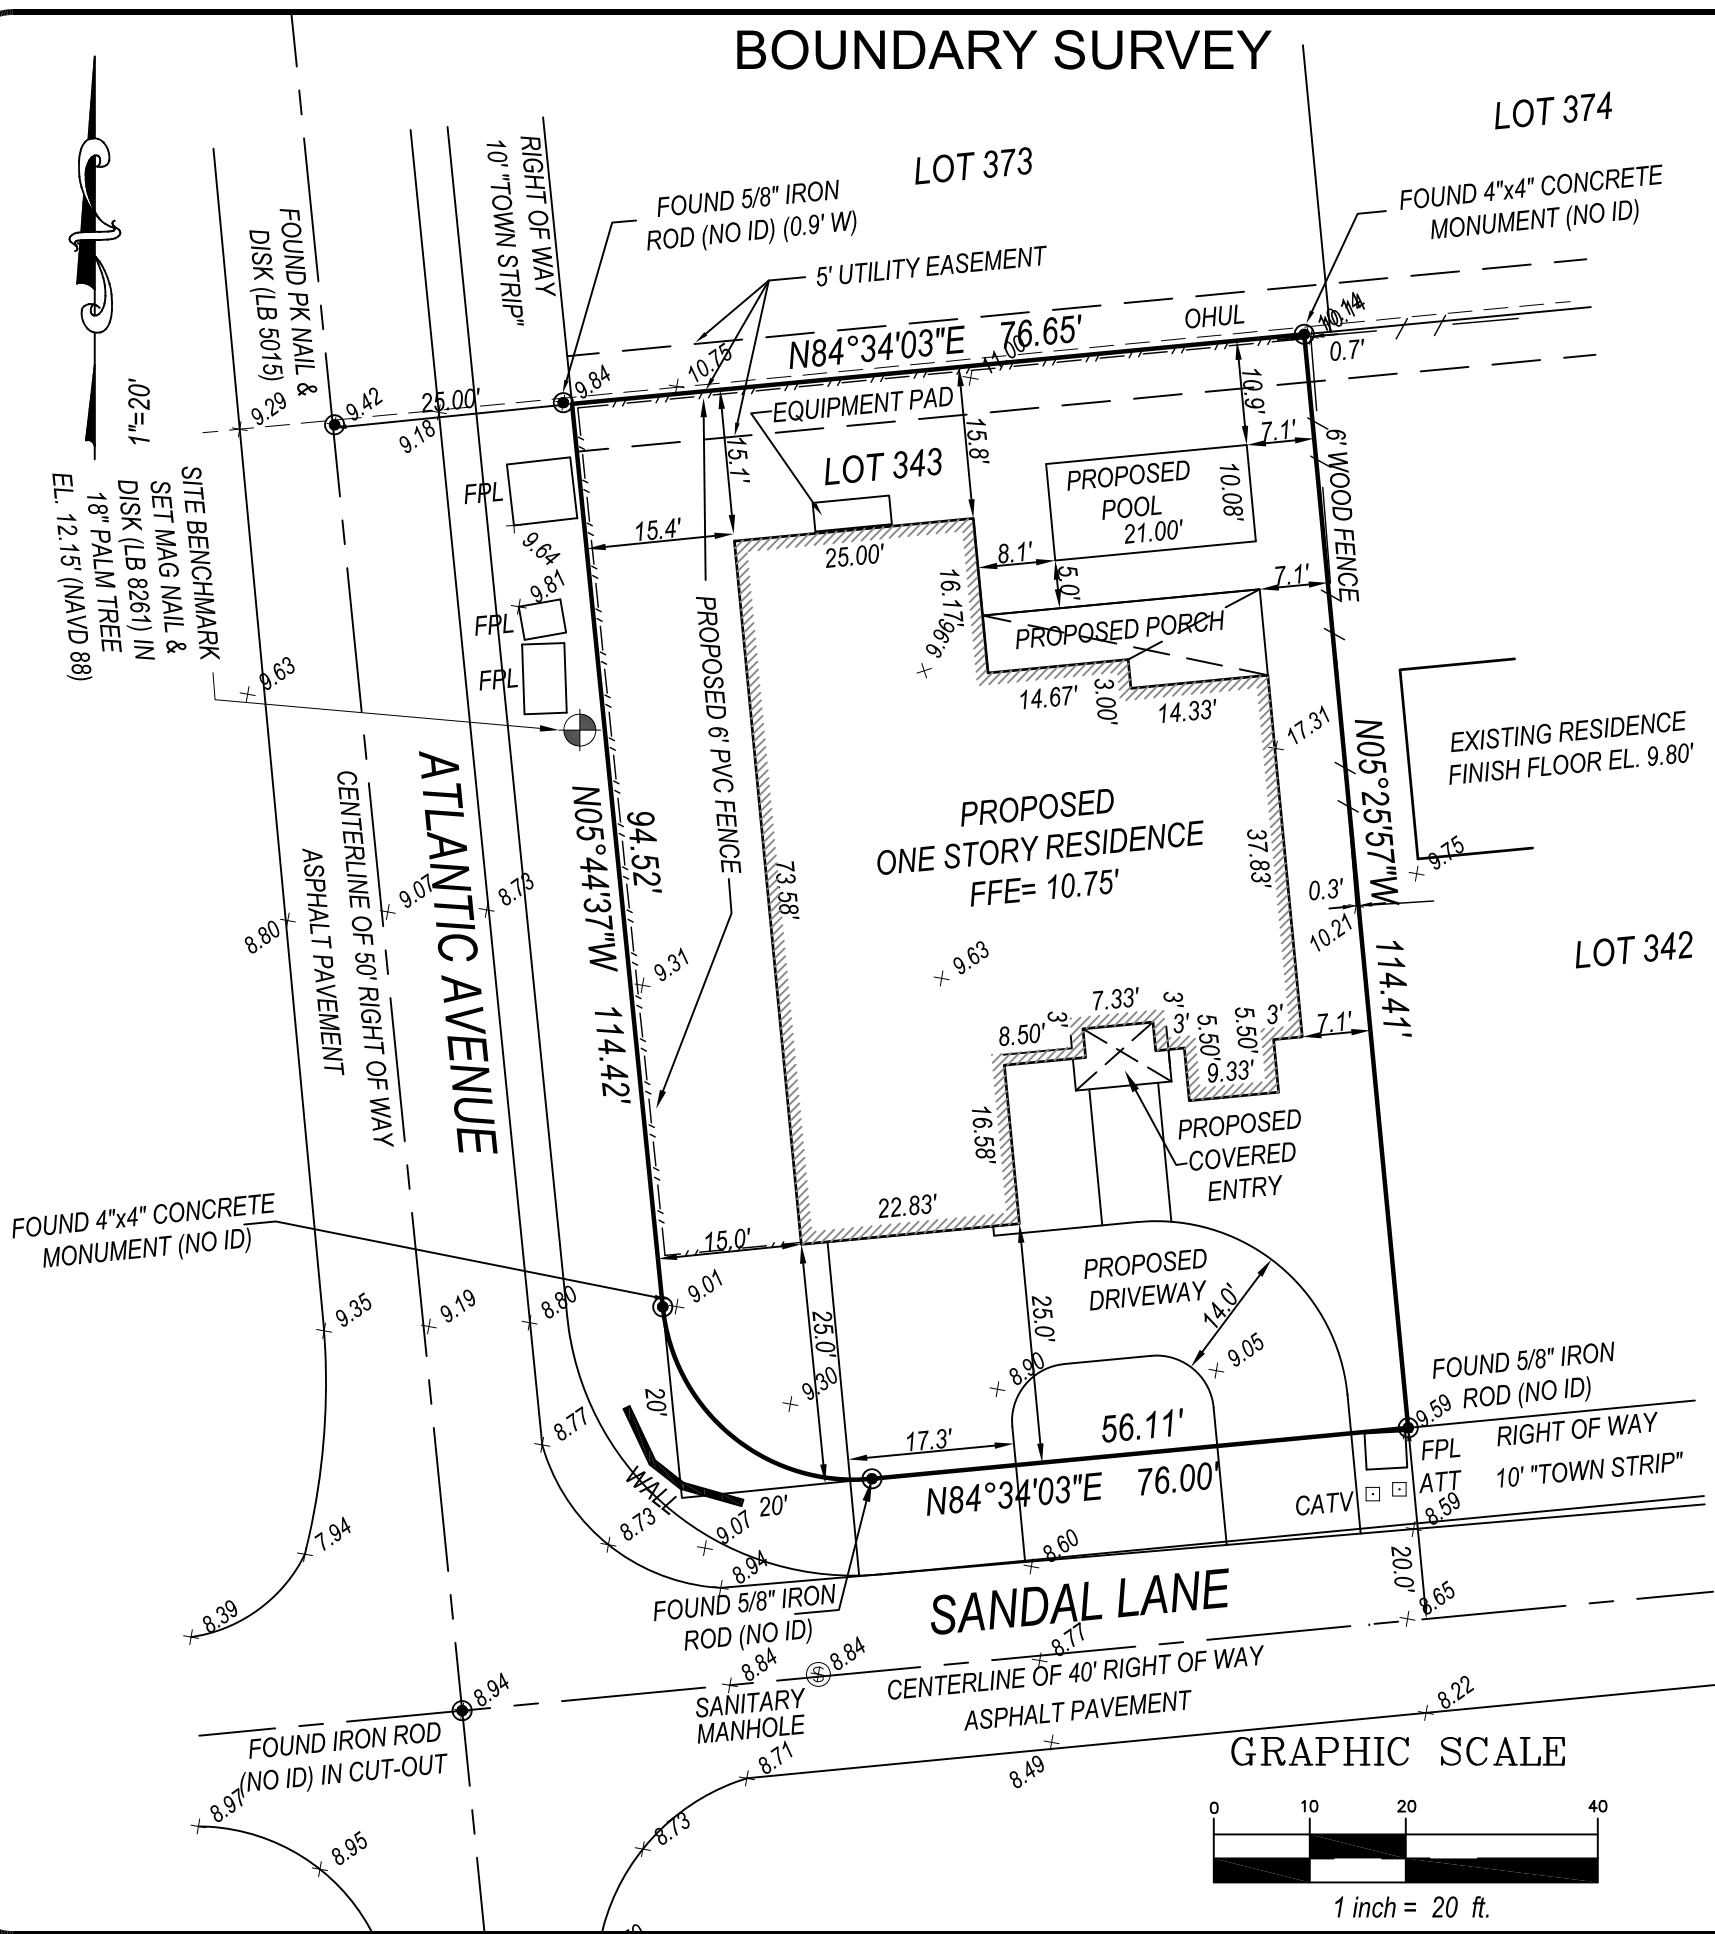 BOUNDARY SURVEY
LOT 374
LOT 373
RIGHT OF WAY
10' "TOWN STRIP"
FOUND 5/8" IRON
ROD (NO ID) (0.9' W)
FOUND 4"x4" CONCRETE
MONUMENT (NO ID)
5' UTILITY EASEMENT
FOUND PK NAIL &
DISK (LB 5015)
1"=20'
N84°34'03"E 76.65'
OHUL
10.14
0.7'
10.75
11.00
9.84
25.00'
9.42
9.29
9.18
EQUIPMENT PAD
10.9'
7.1'
6' WOOD FENCE
SITE BENCHMARK
SET MAG NAIL &
DISK (LB 8261) IN
18" PALM TREE
EL. 12.15' (NAVD 88)
FPL
9.64
15.4'
15.1'
LOT 343
15.8'
PROPOSED
POOL
21.00'
10.08'
25.00'
8.1'
5.0'
7.1'
16.17'
9.96
9.81
FPL
FPL
PROPOSED PORCH
9.63
14.67'
3.00'
14.33'
17.31
PROPOSED 6' PVC FENCE
EXISTING RESIDENCE
FINISH FLOOR EL. 9.80'
ATLANTIC AVENUE
CENTERLINE OF 50' RIGHT OF WAY
ASPHALT PAVEMENT
94.52'
N05°44'37"W 114.42'
73.58'
PROPOSED
ONE STORY RESIDENCE
FFE= 10.75'
37.83'
N05°25'57"W 114.41'
9.75
0.3'
10.21
8.80
9.07
8.73
9.31
9.63
LOT 342
7.33'
3'
3'
8.50'
5.50'
5.50'
3'
7.1'
9.33'
16.58'
PROPOSED
COVERED
ENTRY
22.83'
FOUND 4"x4" CONCRETE
MONUMENT (NO ID)
15.0'
9.01
PROPOSED
DRIVEWAY
14.0'
9.35
9.19
8.80
25.0'
25.0'
9.05
8.90
9.30
20'
FOUND 5/8" IRON
ROD (NO ID)
9.59
8.77
WALL
20'
17.3'
56.11'
N84°34'03"E 76.00'
FPL
RIGHT OF WAY
ATT
10' "TOWN STRIP"
CATV
8.59
8.73
9.07
8.94
7.94
8.60
20.0'
8.65
8.39
FOUND 5/8" IRON
ROD (NO ID)
SANDAL LANE
8.77
8.84
8.84
S
SANITARY
MANHOLE
CENTERLINE OF 40' RIGHT OF WAY
ASPHALT PAVEMENT
8.94
FOUND IRON ROD
(NO ID) IN CUT-OUT
8.22
8.71
8.49
8.97
8.95
8.73
GRAPHIC SCALE
0 10 20 40
1 inch = 20 ft.